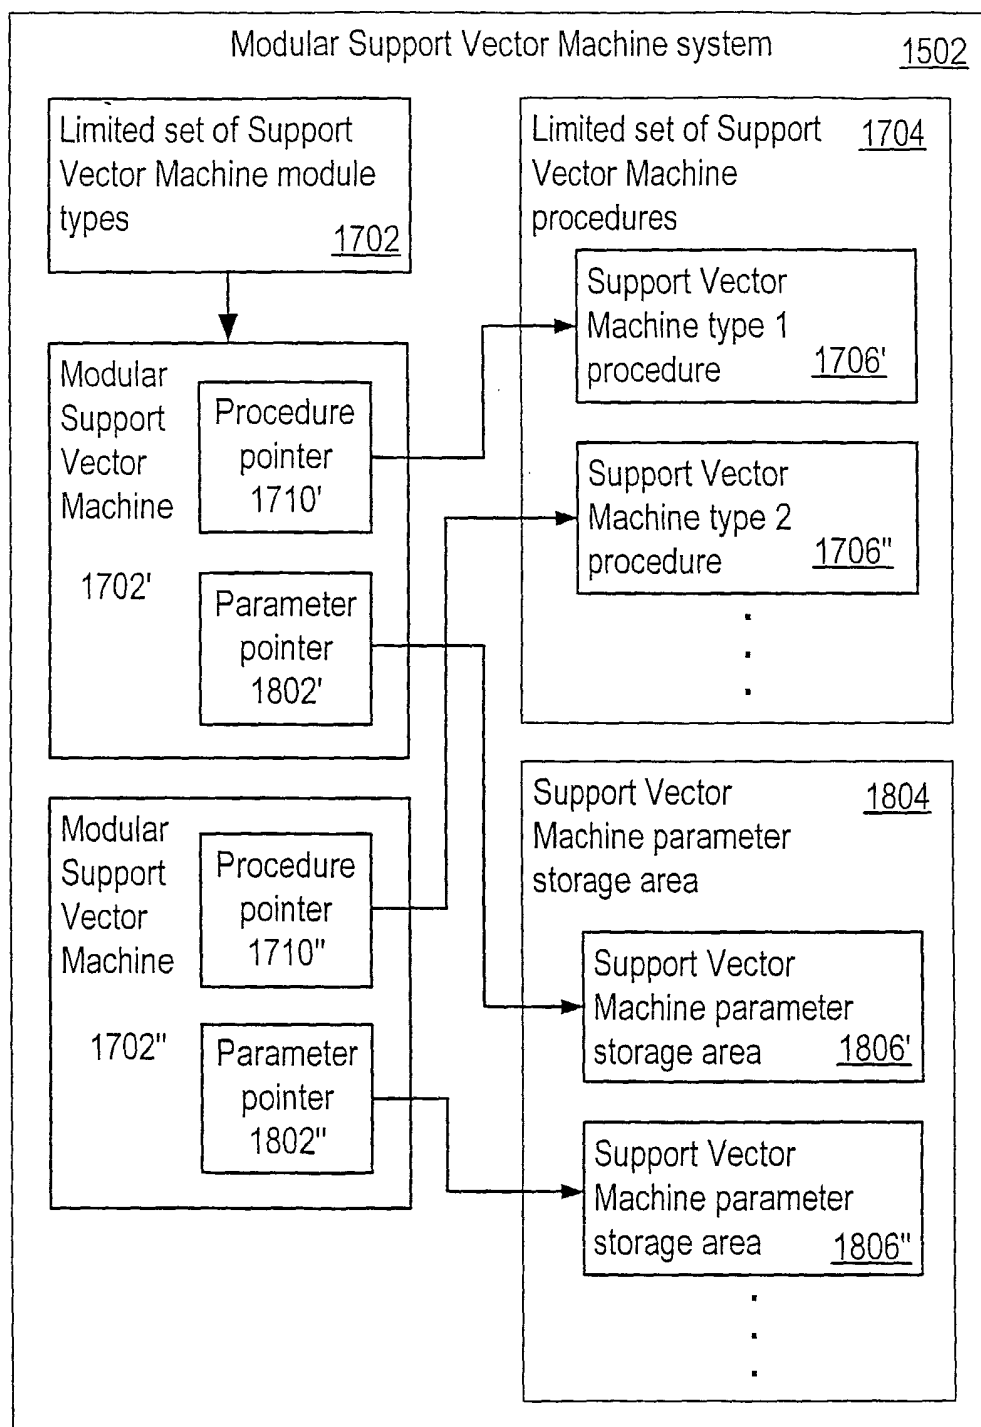 Modular Support Vector Machine system
1502
Limited set of Support
Vector Machine module
types
1702
Limited set of Support
Vector Machine
procedures
1704
Support Vector
Machine type 1
procedure
1706'
Support Vector
Machine type 2
procedure
1706"
Modular
Support
Vector
Machine
1702'
Procedure
pointer
1710'
Parameter
pointer
1802'
Modular
Support
Vector
Machine
1702"
Procedure
pointer
1710"
Parameter
pointer
1802"
Support Vector
Machine parameter
storage area
1804
Support Vector
Machine parameter
storage area
1806'
Support Vector
Machine parameter
storage area
1806"